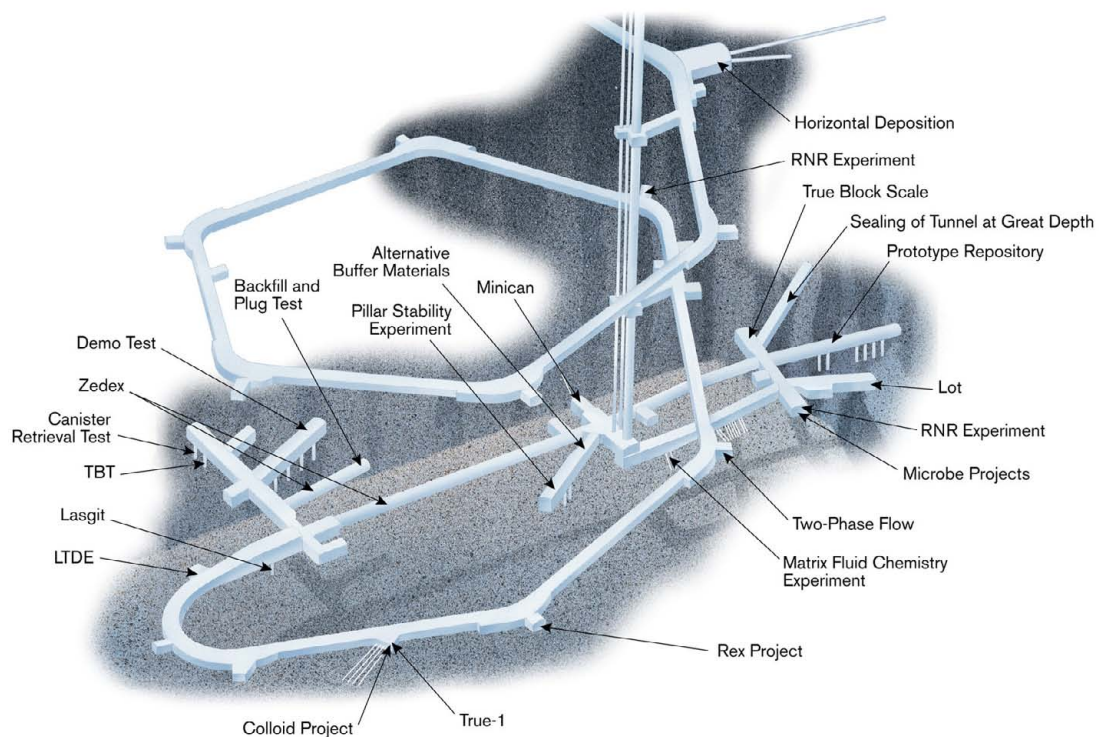 Horizontal Deposition
RNR Experiment
True Block Scale
Sealing of Tunnel at Great Depth
Prototype Repository
Alternative
Buffer Materials
Minican
Backfill and
Plug Test
Pillar Stability
Experiment
Demo Test
Zedex
Canister
Retrieval Test
TBT
Lot
RNR Experiment
Microbe Projects
Lasgit
Two-Phase Flow
LTDE
Matrix Fluid Chemistry
Experiment
Rex Project
Colloid Project
True-1